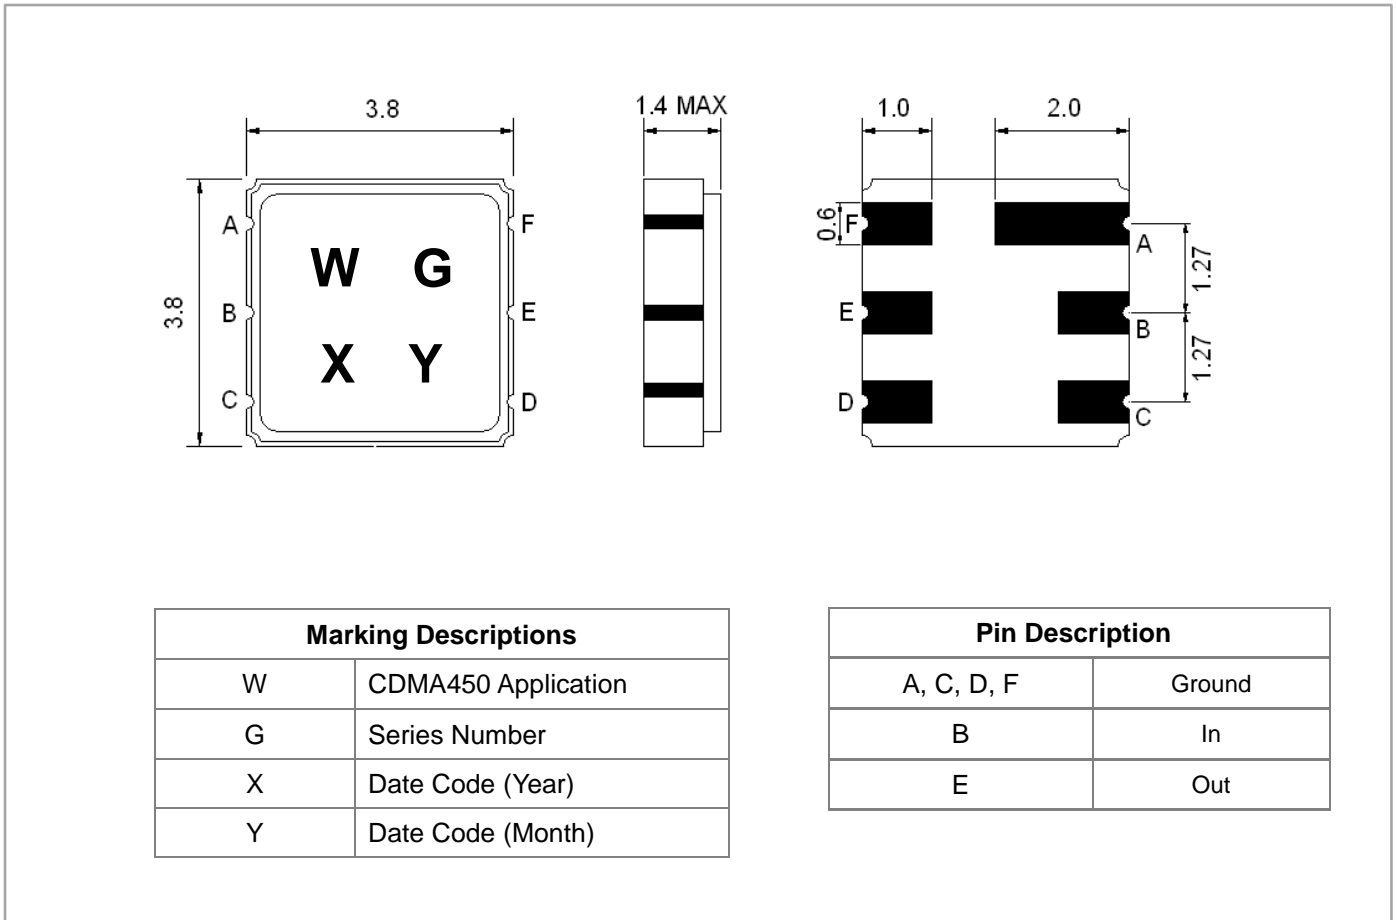 3.8
1.4 MAX
1.0
2.0
A
F
0.6
F
A
W G
1.27
3.8
B
E
E
B
X Y
1.27
C
D
D
C
Marking Descriptions
W CDMA450 Application
G Series Number
X Date Code (Year)
Y Date Code (Month)
Pin Description
A, C, D, F Ground
B In
E Out